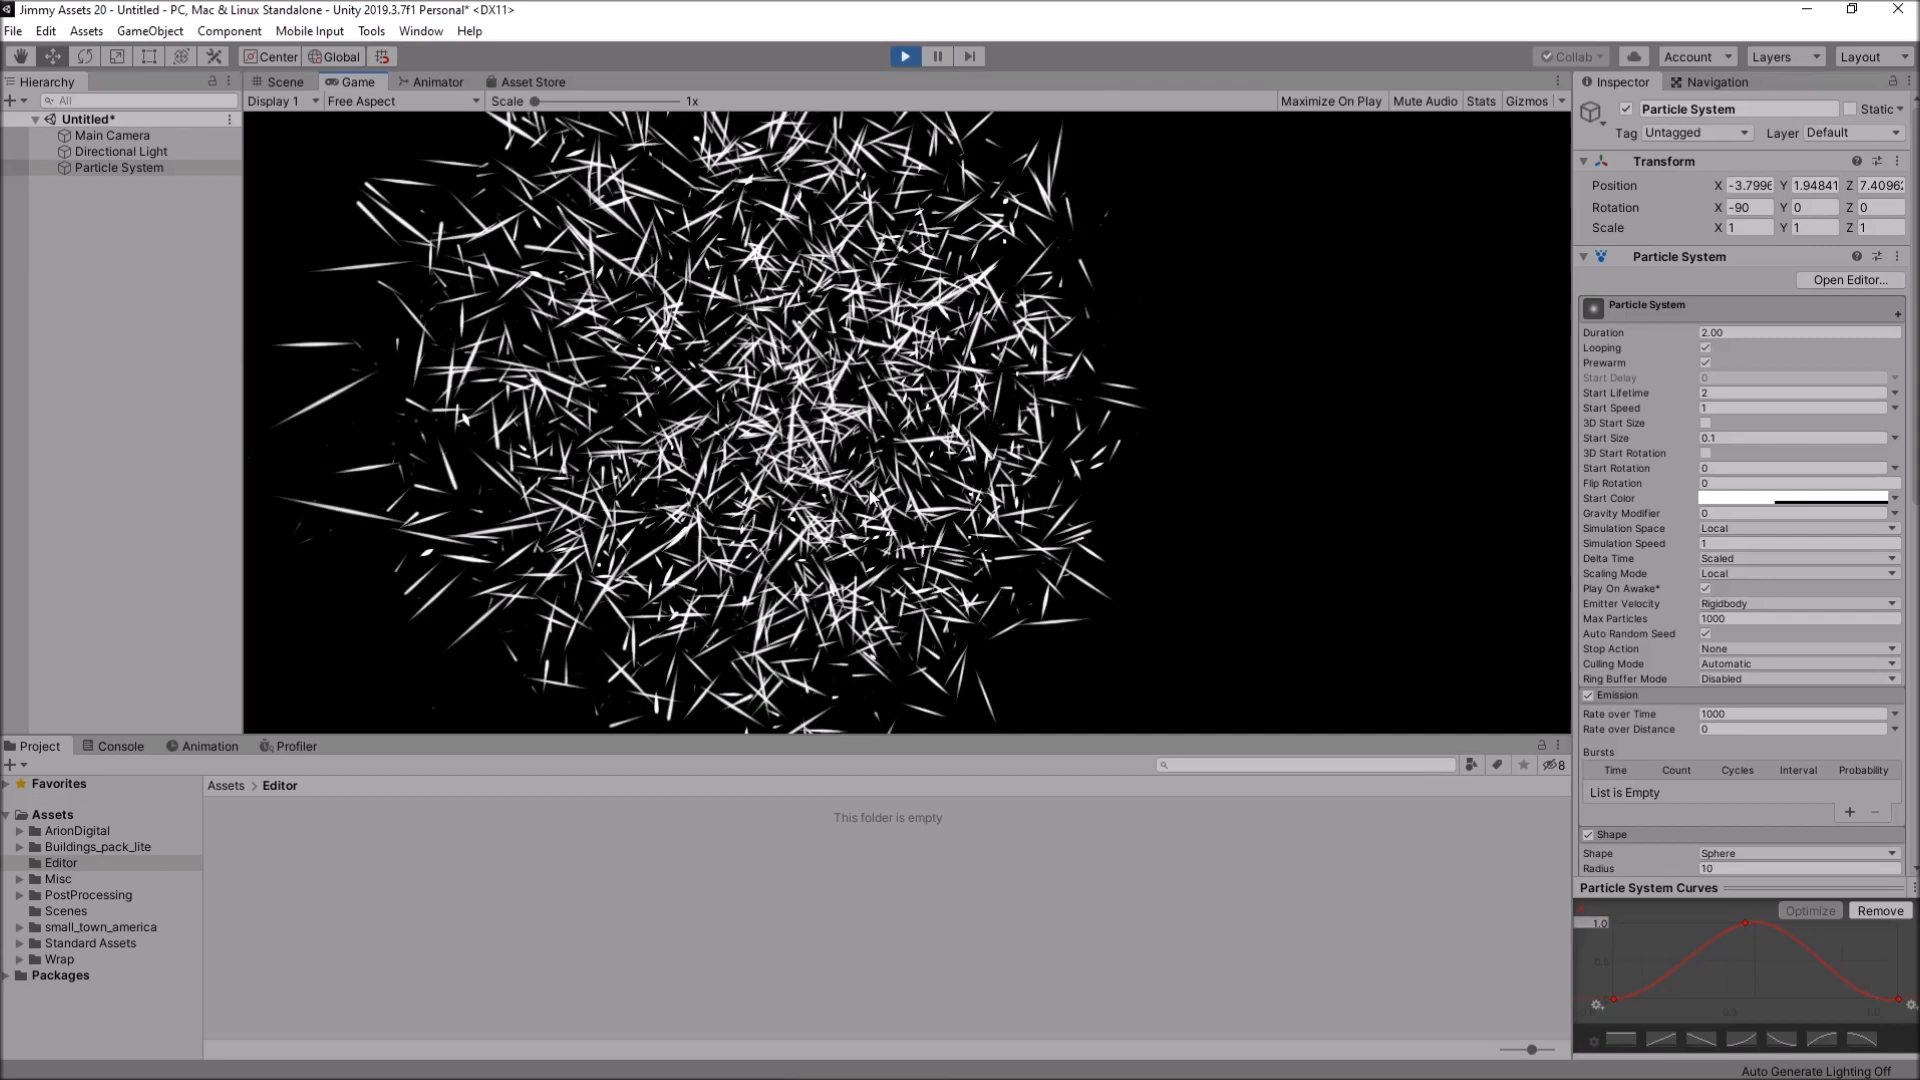 Jimmy Assets 20 - Untitled - PC, Mac & Linux Standalone - Unity 2019.3.7f1 Personal* <DX11>
File Edit Assets GameObject Component Mobile Input Tools Window Help
Center Global Collab Account Layers Layout
Hierarchy
All
Untitled*
Main Camera
Directional Light
Particle System
Scene Game Animator Asset Store
Display 1 Free Aspect Scale 1x Maximize On Play Mute Audio Stats Gizmos
Inspector Navigation
Particle System Static
Tag Untagged Layer Default
Transform
Position X -3.7996 Y 1.94841 Z 7.4096
Rotation X -90 Y 0 Z 0
Scale X 1 Y 1 Z 1
Particle System
Open Editor...
Particle System
Duration 2.00
Looping
Prewarm
Start Delay 0
Start Lifetime 2
Start Speed 1
3D Start Size
Start Size 0.1
3D Start Rotation
Start Rotation 0
Flip Rotation 0
Start Color
Gravity Modifier 0
Simulation Space Local
Simulation Speed 1
Delta Time Scaled
Scaling Mode Local
Play On Awake*
Emitter Velocity Rigidbody
Max Particles 1000
Auto Random Seed
Stop Action None
Culling Mode Automatic
Ring Buffer Mode Disabled
Emission
Rate over Time 1000
Rate over Distance 0
Bursts
Time Count Cycles Interval Probability
List is Empty
Shape
Shape Sphere
Radius 10
Particle System Curves
Optimize Remove
1.0
0.5
0.5 1.0
Project Console Animation Profiler
8
Favorites
Assets
ArionDigital
Buildings_pack_lite
Editor
Misc
PostProcessing
Scenes
small_town_america
Standard Assets
Wrap
Packages
Assets > Editor
This folder is empty
Auto Generate Lighting Off